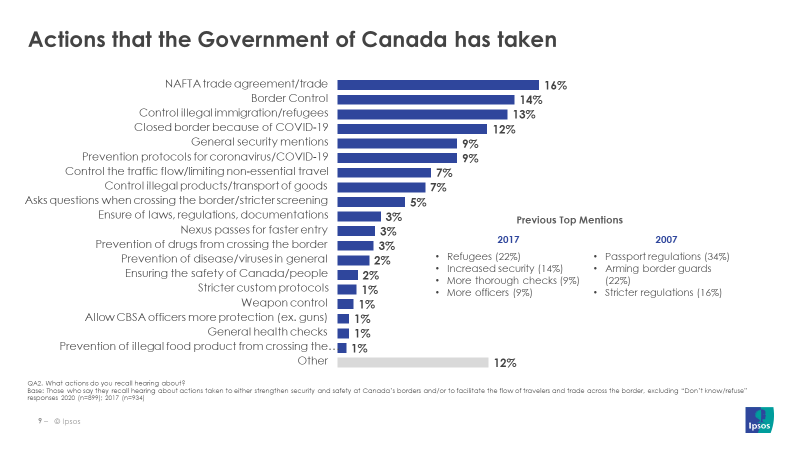 Actions that the Government of Canada has taken
NAFTA trade agreement/trade 16%
Border Control 14%
Control illegal immigration/refugees 13%
Closed border because of COVID-19 12%
General security mentions 9%
Prevention protocols for coronavirus/COVID-19 9%
Control the traffic flow/limiting non-essential travel 7%
Control illegal products/transport of goods 7%
Asks questions when crossing the border/stricter screening 5%
Ensure of laws, regulations, documentations 3%
Nexus passes for faster entry 3%
Prevention of drugs from crossing the border 3%
Prevention of disease/viruses in general 2%
Ensuring the safety of Canada/people 2%
Stricter custom protocols 1%
Weapon control 1%
Allow CBSA officers more protection (ex. guns) 1%
General health checks 1%
Prevention of illegal food product from crossing the… 1%
Other 12%
Previous Top Mentions
2017
• Refugees (22%)
• Increased security (14%)
• More thorough checks (9%)
• More officers (9%)
2007
• Passport regulations (34%)
• Arming border guards
(22%)
• Stricter regulations (16%)
QA2. What actions do you recall hearing about?
Base: Those who say they recall hearing about actions taken to either strengthen security and safety at Canada's borders and/or to facilitate the flow of travelers and trade across the border, excluding "Don't know/refuse"
responses 2020 (n=899); 2017 (n=934)
9 – © Ipsos
Ipsos